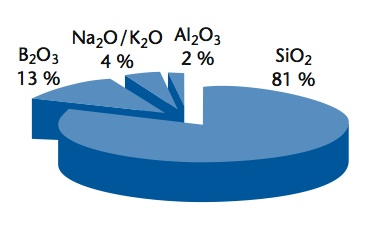 B₂O₃
13 %
Na₂O/K₂O
4 %
Al₂O₃
2 %
SiO₂
81 %